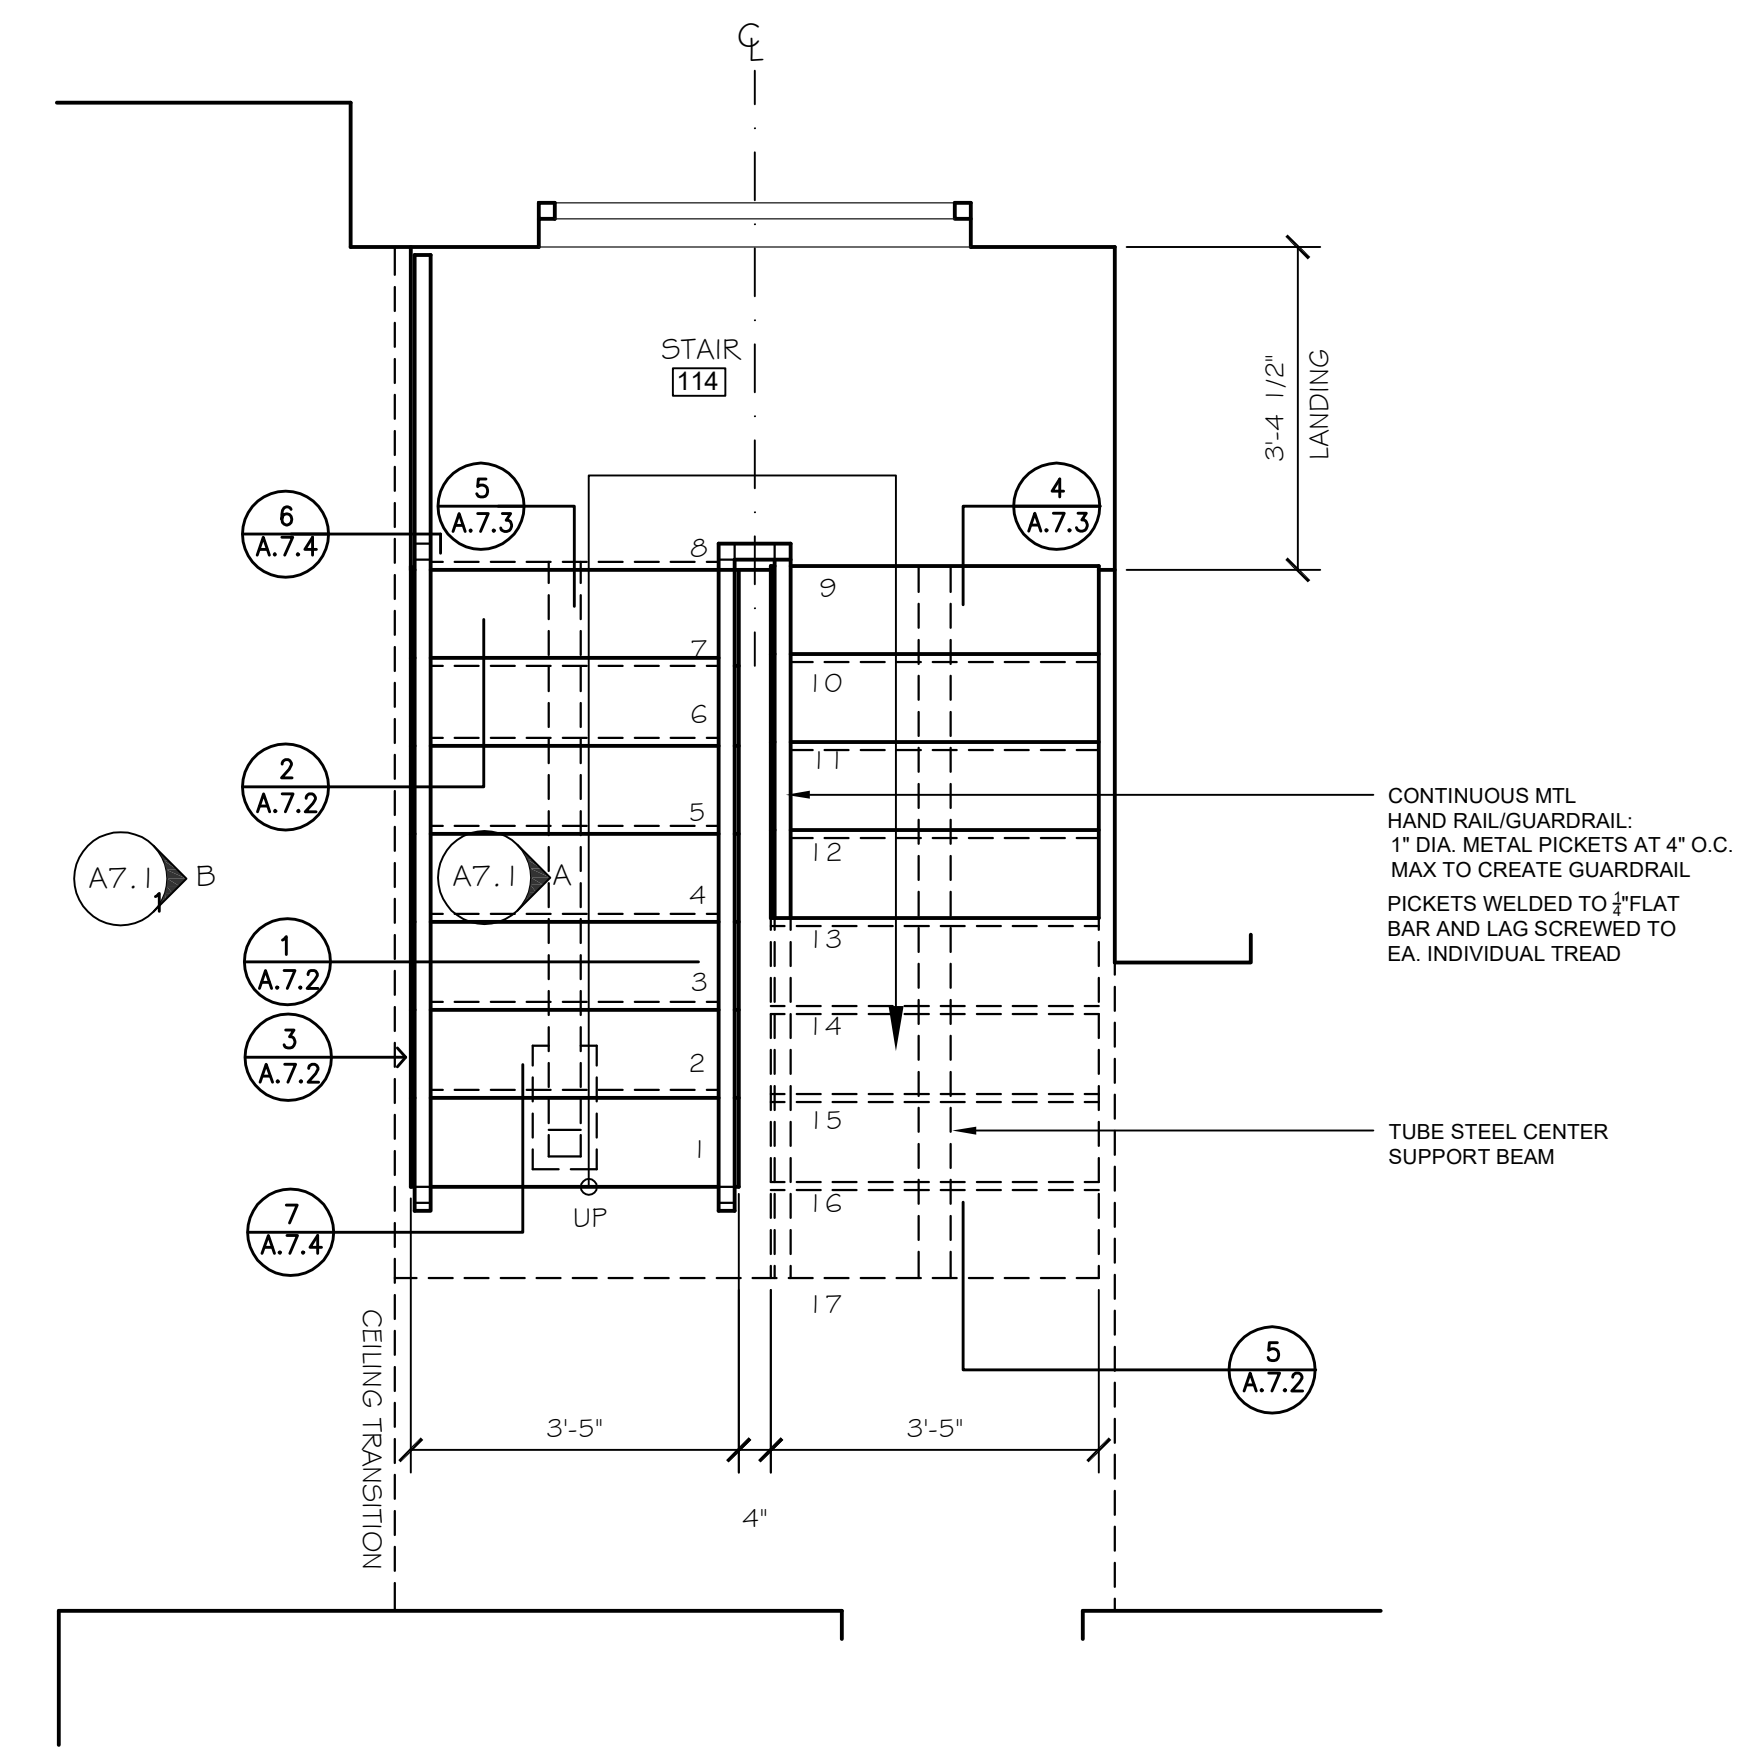 CL
STAIR
114
3'-4 1/2"
LANDING
6
A.7.4
5
A.7.3
4
A.7.3
8
9
7
10
6
11
2
A.7.2
5
12
CONTINUOUS MTL
HAND RAIL/GUARDRAIL:
1" DIA. METAL PICKETS AT 4" O.C.
MAX TO CREATE GUARDRAIL
PICKETS WELDED TO 1/4"FLAT
BAR AND LAG SCREWED TO
EA. INDIVIDUAL TREAD
A7.1
1
B
A7.1
A
4
13
1
A.7.2
3
14
3
A.7.2
2
15
TUBE STEEL CENTER
SUPPORT BEAM
1
16
7
A.7.4
UP
17
CEILING TRANSITION
5
A.7.2
3'-5"
3'-5"
4"